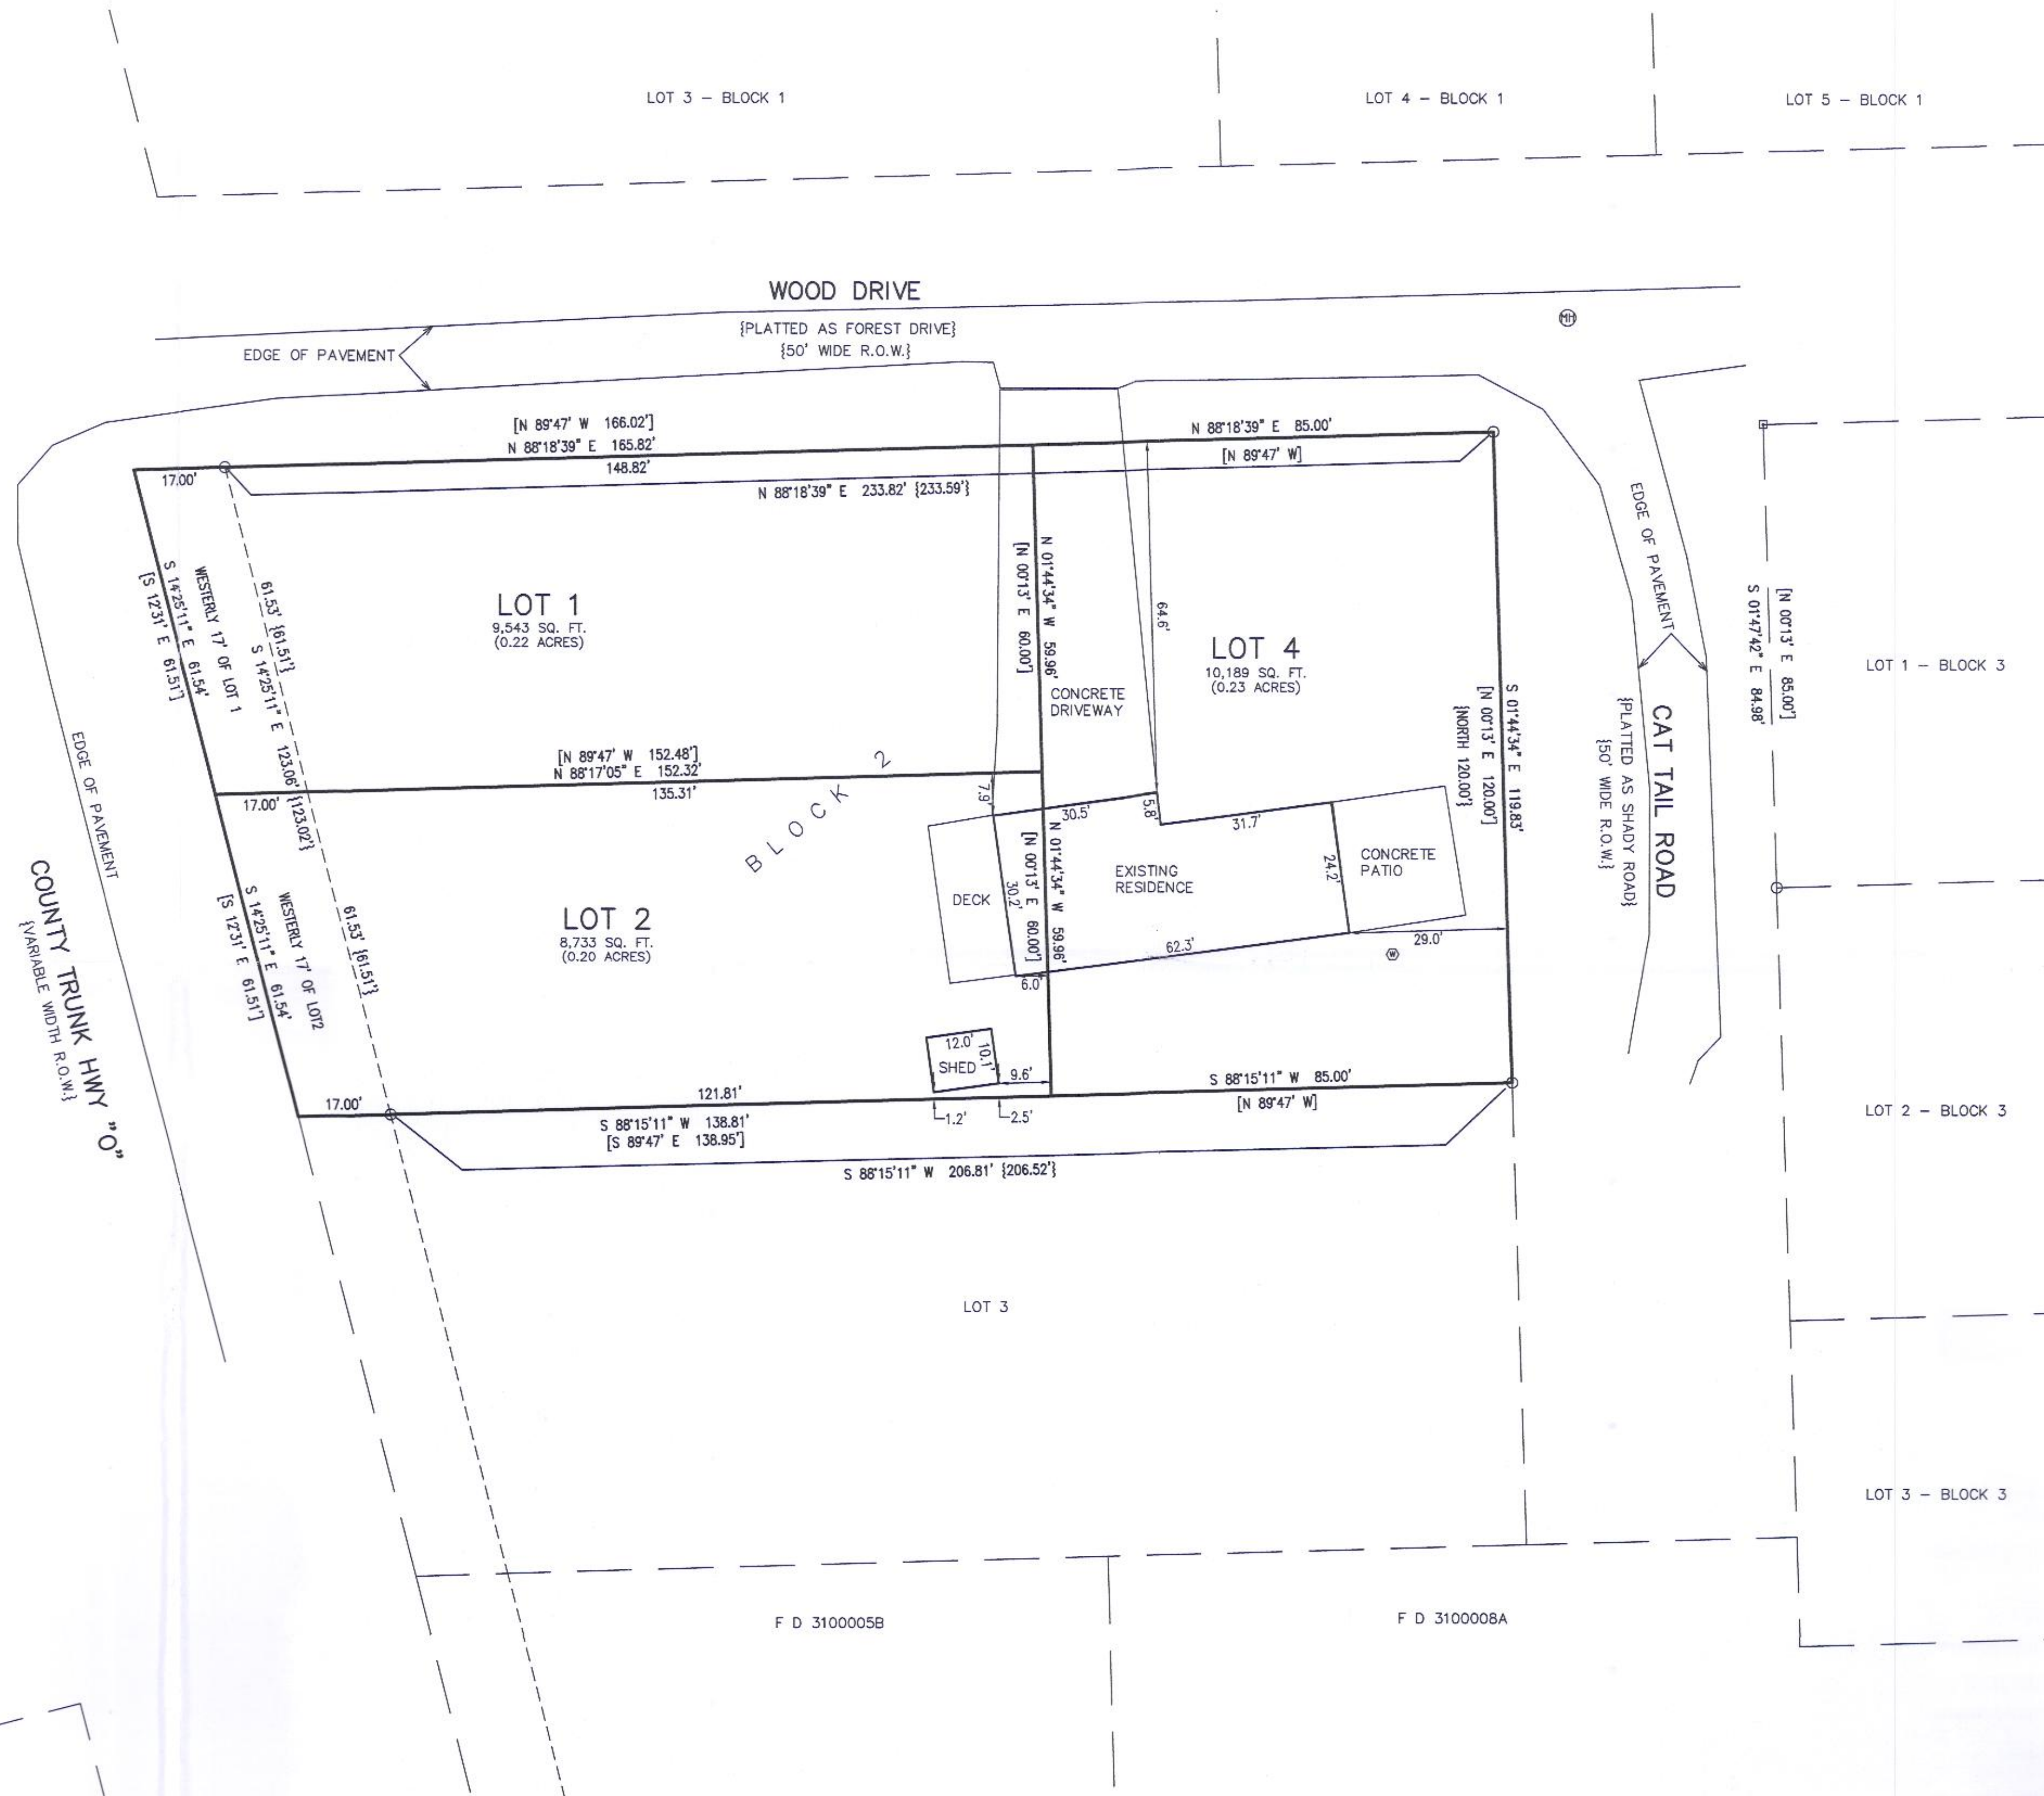 LOT 3 - BLOCK 1
LOT 4 - BLOCK 1
LOT 5 - BLOCK 1
WOOD DRIVE
{PLATTED AS FOREST DRIVE}
{50' WIDE R.O.W.}
EDGE OF PAVEMENT
MH
[N 89°47' W 166.02']
N 88°18'39" E 165.82'
148.82'
17.00'
N 88°18'39" E 85.00'
[N 89°47' W]
N 88°18'39" E 233.82' {233.59'}
WESTERLY 17' OF LOT 1
S 14°25'11" E 61.54'
[S 12°31' E 61.51']
61.53' {61.51'}
S 14°25'11" E 123.06' {123.02'}
LOT 1
9,543 SQ. FT.
(0.22 ACRES)
N 01°44'34" W 59.96'
[N 00°13' E 60.00']
CONCRETE
DRIVEWAY
64.6'
LOT 4
10,189 SQ. FT.
(0.23 ACRES)
S 01°44'34" E 119.83'
[N 00°13' E 120.00']
{NORTH 120.00'}
EDGE OF PAVEMENT
CAT TAIL ROAD
{PLATTED AS SHADY ROAD}
{50' WIDE R.O.W.}
[N 00°13' E 85.00']
S 01°47'42" E 84.98'
LOT 1 - BLOCK 3
[N 89°47' W 152.48']
N 88°17'05" E 152.32'
135.31'
17.00'
BLOCK 2
7.9'
30.5'
5.8'
31.7'
24.2'
CONCRETE
PATIO
EXISTING
RESIDENCE
DECK
30.2'
N 01°44'34" W 59.96'
[N 00°13' E 60.00']
62.3'
29.0'
W
6.0'
EDGE OF PAVEMENT
COUNTY TRUNK HWY "O"
{VARIABLE WIDTH R.O.W.}
WESTERLY 17' OF LOT2
S 14°25'11" E 61.54'
[S 12°31' E 61.51']
61.53' {61.51'}
LOT 2
8,733 SQ. FT.
(0.20 ACRES)
12.0'
10.1'
SHED
9.6'
1.2'
2.5'
17.00'
121.81'
S 88°15'11" W 138.81'
[S 89°47' E 138.95']
S 88°15'11" W 85.00'
[N 89°47' W]
S 88°15'11" W 206.81' {206.52'}
LOT 2 - BLOCK 3
LOT 3
LOT 3 - BLOCK 3
F D 3100005B
F D 3100008A